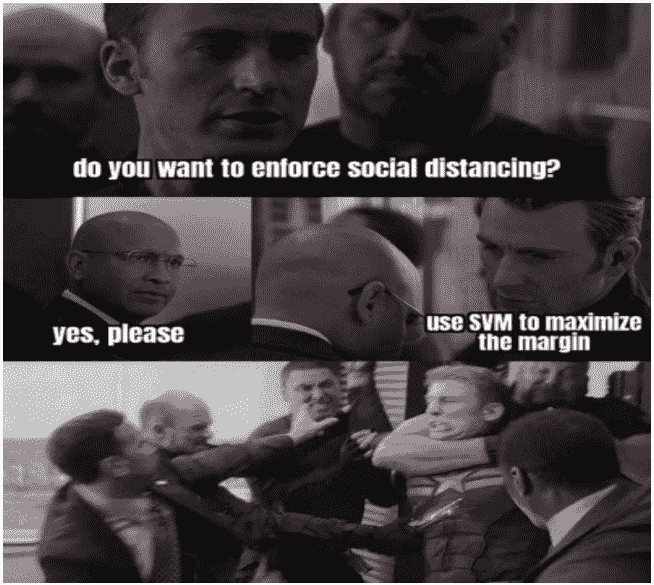 do you want to enforce social distancing?
yes, please
use SVM to maximize
the margin